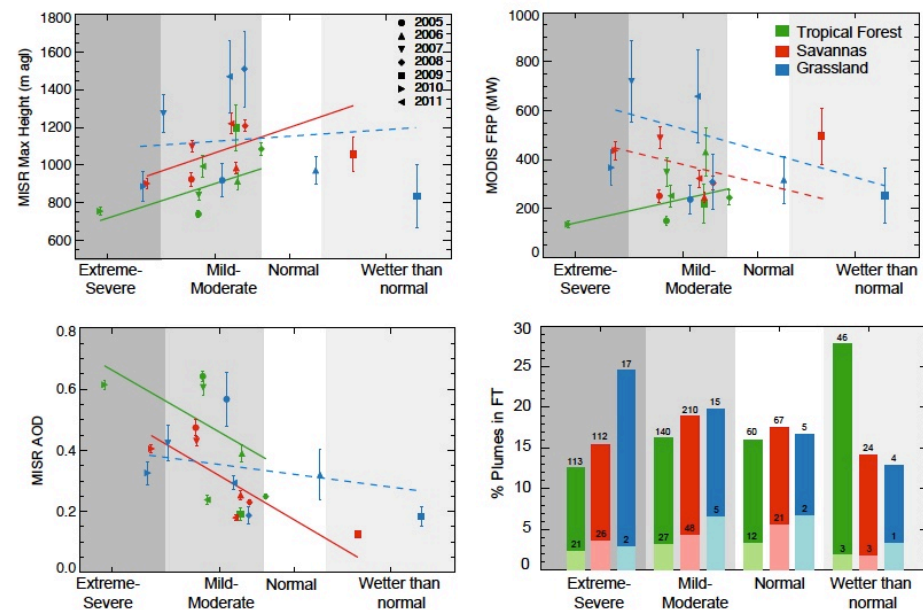 MISR Max Height (m agl)
1600
1400
1200
1000
800
600
2005
2006
2007
2008
2009
2010
2011
Extreme-Severe
Mild-Moderate
Normal
Wetter than normal
MODIS FRP (MW)
1000
800
600
400
200
0
Tropical Forest
Savannas
Grassland
Extreme-Severe
Mild-Moderate
Normal
Wetter than normal
MISR AOD
0.8
0.6
0.4
0.2
0.0
Extreme-Severe
Mild-Moderate
Normal
Wetter than normal
% Plumes in FT
30
25
20
15
10
5
0
113
112
17
140
210
15
60
67
5
46
24
4
21
26
2
27
48
5
12
21
2
3
3
1
Extreme-Severe
Mild-Moderate
Normal
Wetter than normal